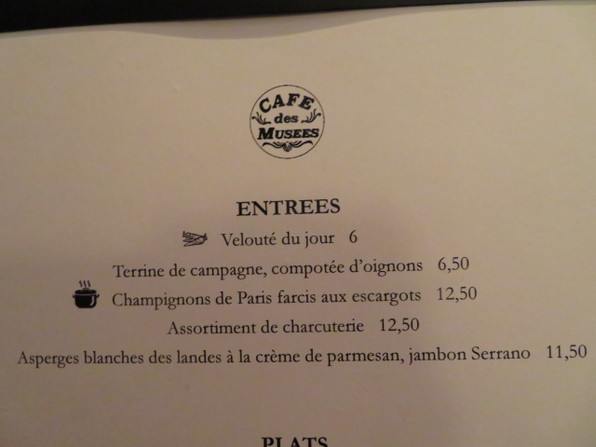 CAFE
des
MUSEES
ENTREES
Velouté du jour 6
Terrine de campagne, compotée d'oignons 6,50
Champignons de Paris farcis aux escargots 12,50
Assortiment de charcuterie 12,50
Asperges blanches des landes à la crème de parmesan, jambon Serrano 11,50
PLATS